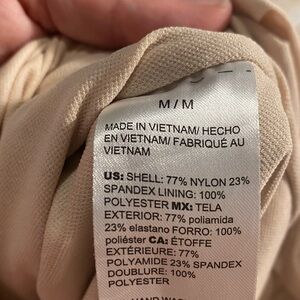 M / M
MADE IN VIETNAM/ HECHO
EN VIETNAM/ FABRIQUÉ AU
VIETNAM
US: SHELL: 77% NYLON 23%
SPANDEX LINING: 100%
POLYESTER MX: TELA
EXTERIOR: 77% poliamida
23% elastano FORRO: 100%
poliéster CA: ÉTOFFE
EXTÉRIEURE: 77%
POLYAMIDE 23% SPANDEX
DOUBLURE: 100%
POLYESTER
HAND